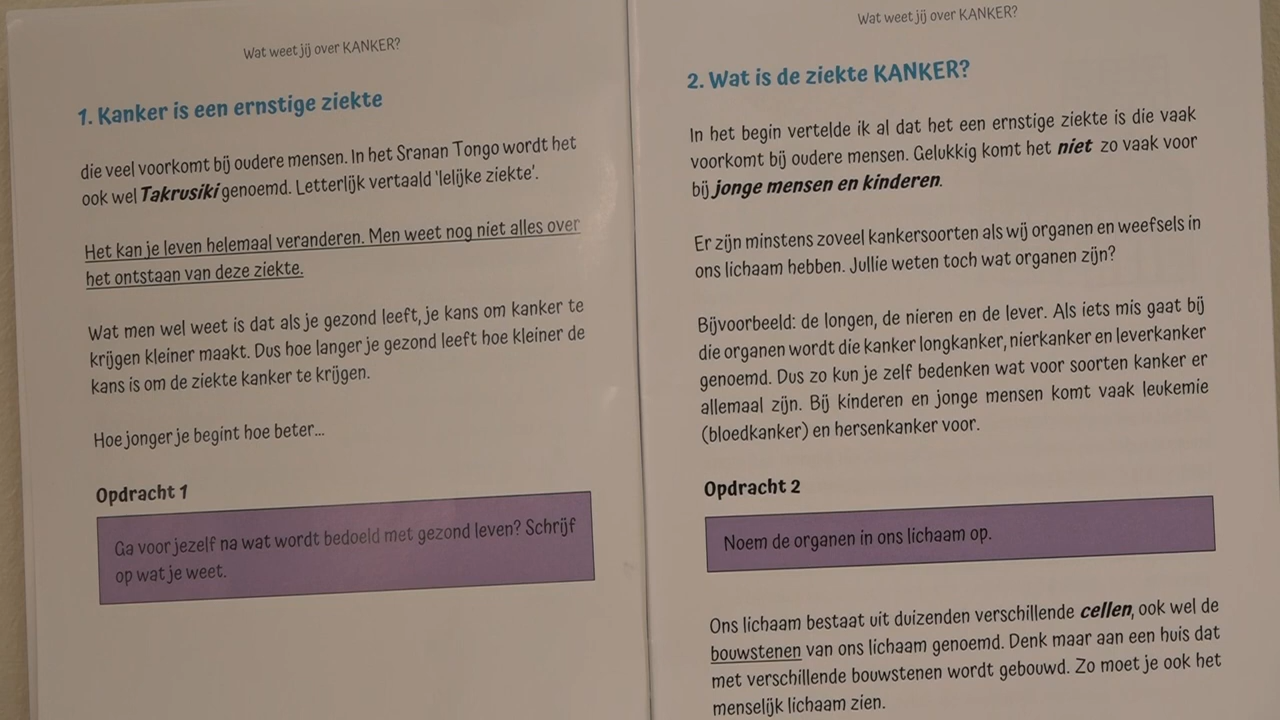 Wat weet jij over KANKER?
1. Kanker is een ernstige ziekte
die veel voorkomt bij oudere mensen. In het Sranan Tongo wordt het
ook wel Takrusiki genoemd. Letterlijk vertaald 'lelijke ziekte'.
Het kan je leven helemaal veranderen. Men weet nog niet alles over
het ontstaan van deze ziekte.
Wat men wel weet is dat als je gezond leeft, je kans om kanker te
krijgen kleiner maakt. Dus hoe langer je gezond leeft hoe kleiner de
kans is om de ziekte kanker te krijgen.
Hoe jonger je begint hoe beter...
Opdracht 1
Ga voor jezelf na wat wordt bedoeld met gezond leven? Schrijf
op wat je weet.
Wat weet jij over KANKER?
2. Wat is de ziekte KANKER?
In het begin vertelde ik al dat het een ernstige ziekte is die vaak
voorkomt bij oudere mensen. Gelukkig komt het niet zo vaak voor
bij jonge mensen en kinderen.
Er zijn minstens zoveel kankersoorten als wij organen en weefsels in
ons lichaam hebben. Jullie weten toch wat organen zijn?
Bijvoorbeeld: de longen, de nieren en de lever. Als iets mis gaat bij
die organen wordt die kanker longkanker, nierkanker en leverkanker
genoemd. Dus zo kun je zelf bedenken wat voor soorten kanker er
allemaal zijn. Bij kinderen en jonge mensen komt vaak leukemie
(bloedkanker) en hersenkanker voor.
Opdracht 2
Noem de organen in ons lichaam op.
Ons lichaam bestaat uit duizenden verschillende cellen, ook wel de
bouwstenen van ons lichaam genoemd. Denk maar aan een huis dat
met verschillende bouwstenen wordt gebouwd. Zo moet je ook het
menselijk lichaam zien.